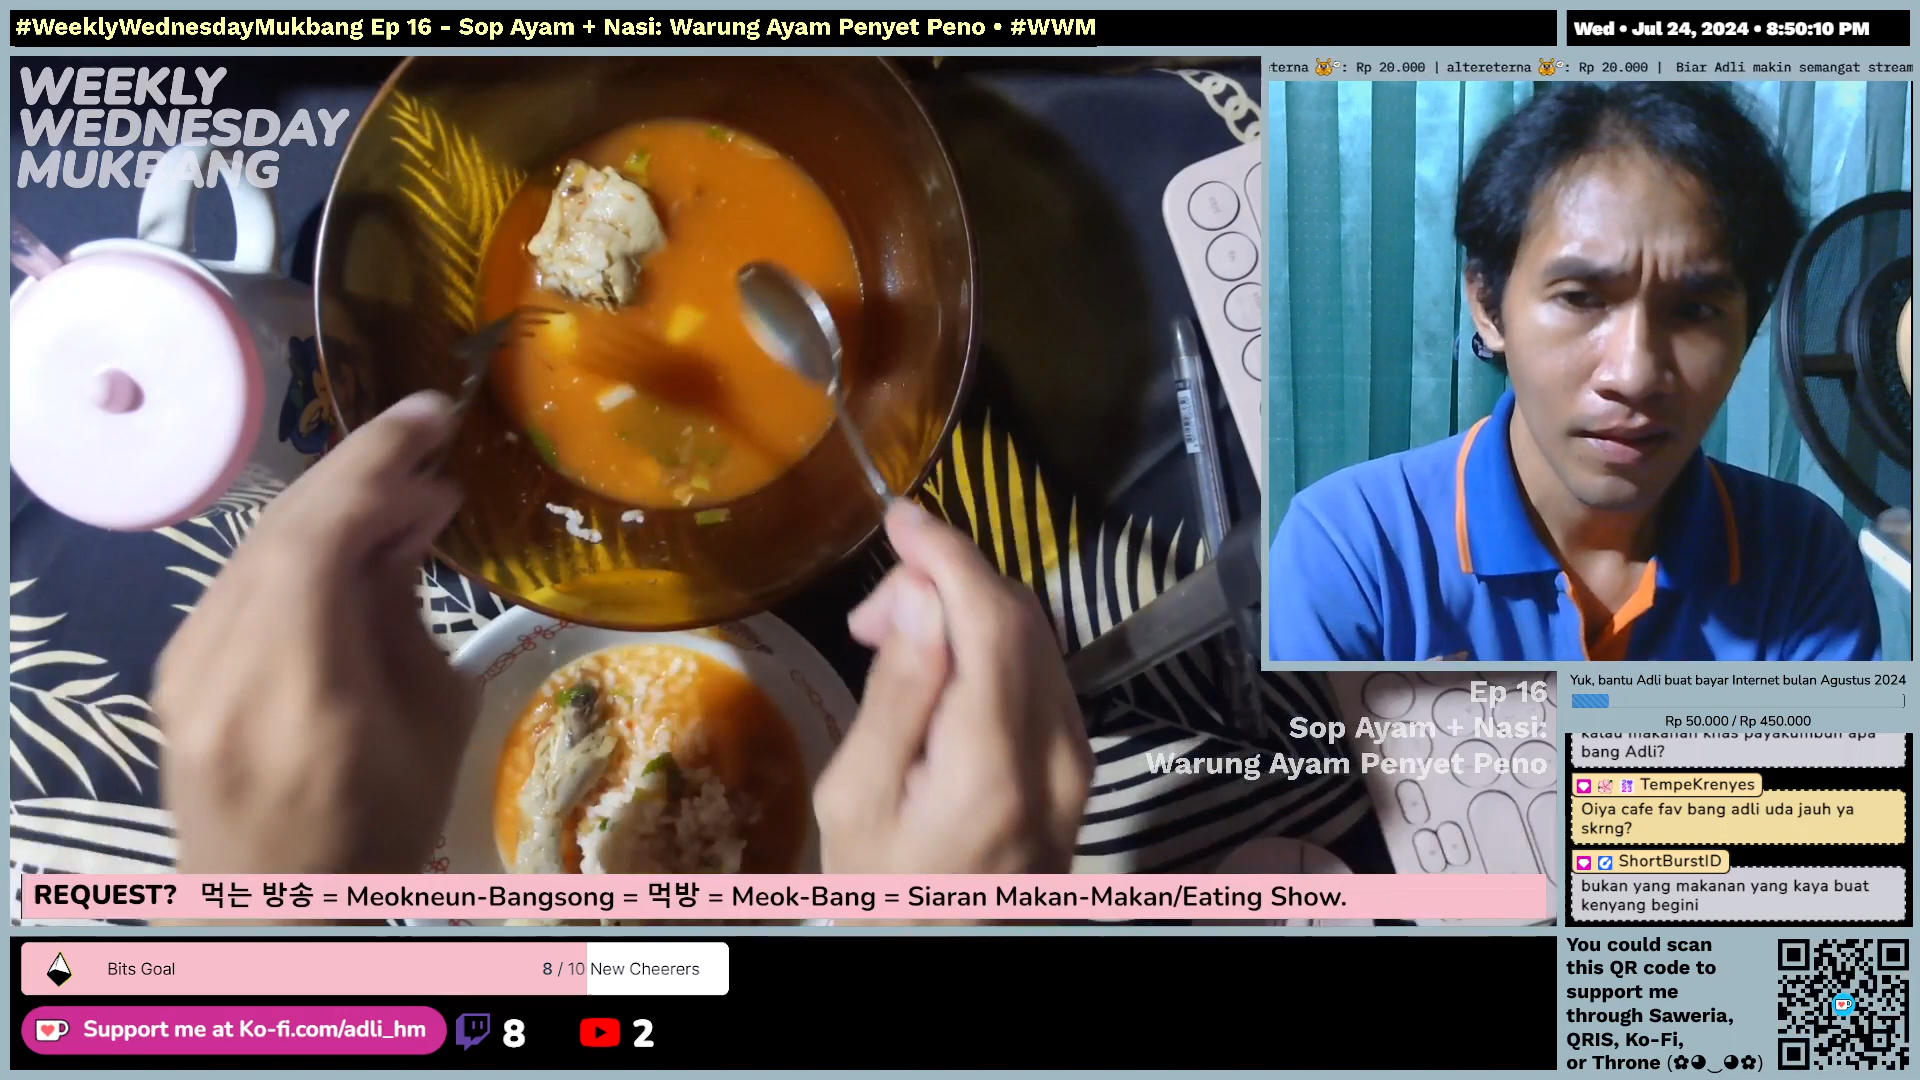 #WeeklyWednesdayMukbang Ep 16 - Sop Ayam + Nasi: Warung Ayam Penyet Peno • #WWM
Wed • Jul 24, 2024 • 8:50:10 PM
terna : Rp 20.000 | altereterna : Rp 20.000 | Biar Adli makin semangat stream
WEEKLY
WEDNESDAY
MUKBANG
Ep 16
Sop Ayam + Nasi:
Warung Ayam Penyet Peno
Yuk, bantu Adli buat bayar Internet bulan Agustus 2024
Rp 50.000 / Rp 450.000
katau makanan khas payakumbuh apa
bang Adli?
TempeKrenyes
Oiya cafe fav bang adli uda jauh ya
skrng?
ShortBurstID
bukan yang makanan yang kaya buat
kenyang begini
REQUEST? 먹는 방송 = Meokneun-Bangsong = 먹방 = Meok-Bang = Siaran Makan-Makan/Eating Show.
Bits Goal 8 / 10 New Cheerers
Support me at Ko-fi.com/adli_hm 8 2
You could scan
this QR code to
support me
through Saweria,
QRIS, Ko-Fi,
or Throne (✿◕‿◕✿)